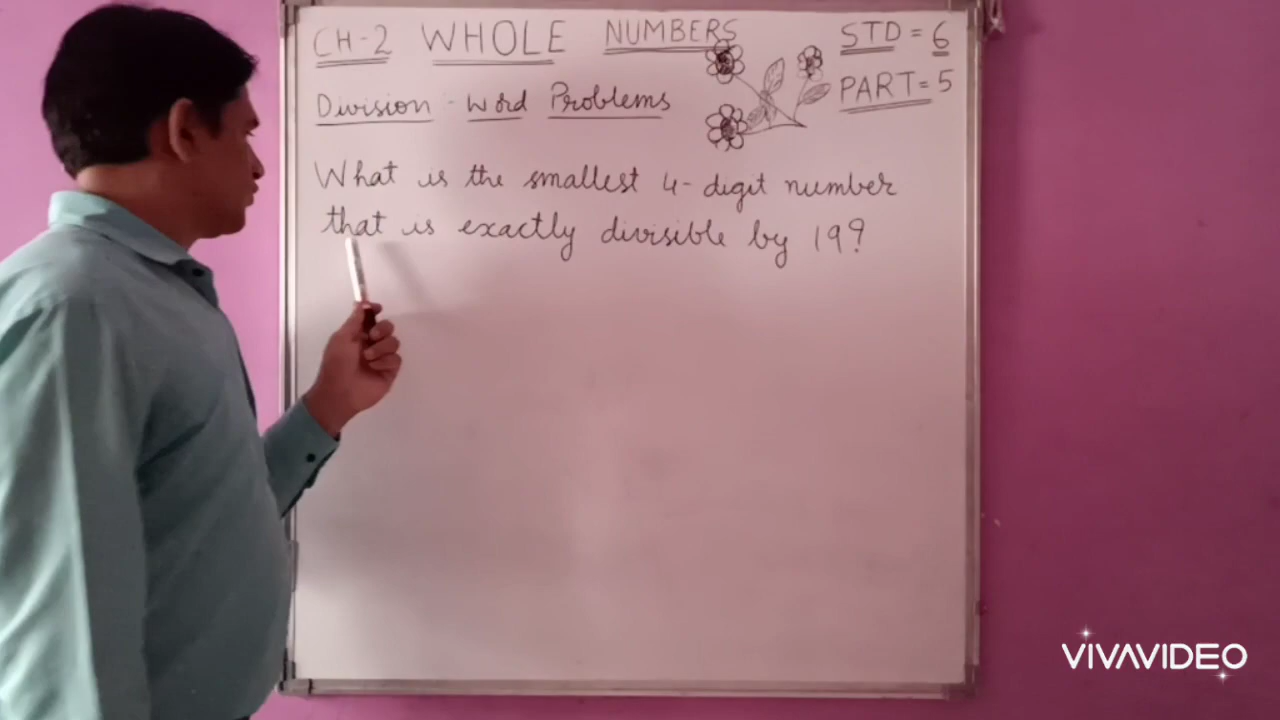 CH-2 WHOLE NUMBERS
STD = 6
PART = 5
Division - Word Problems
What is the smallest 4-digit number
that is exactly divisible by 19?
VIVAVIDEO